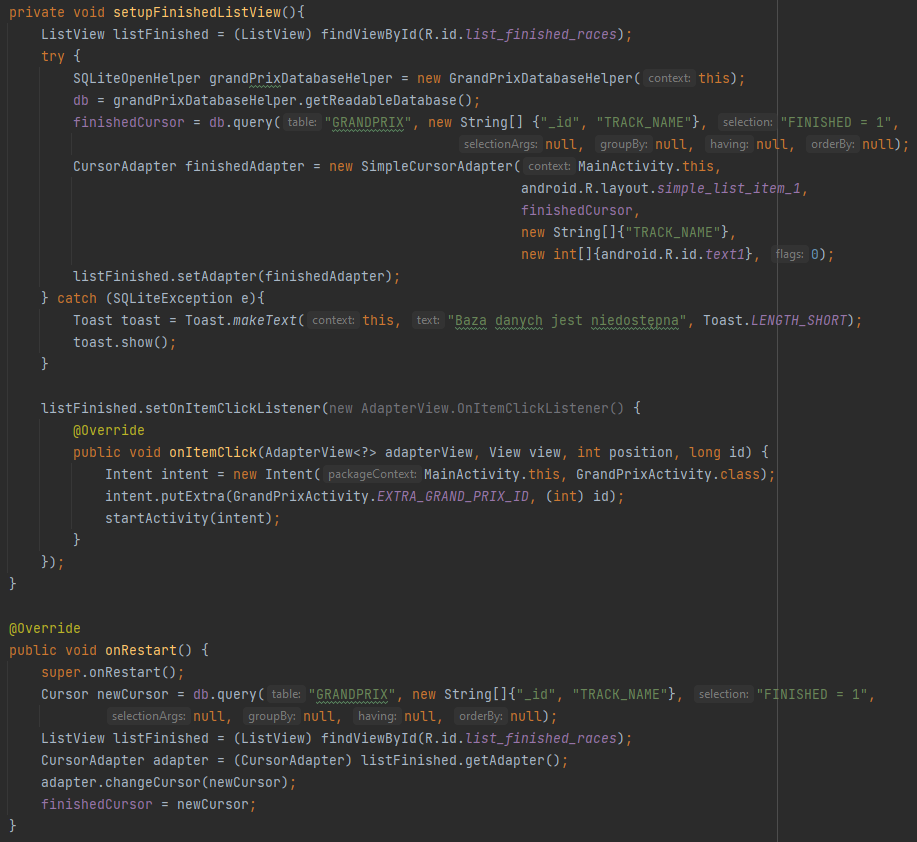 private void setupFinishedListView(){
    ListView listFinished = (ListView) findViewById(R.id.list_finished_races);
    try {
        SQLiteOpenHelper grandPrixDatabaseHelper = new GrandPrixDatabaseHelper( context: this);
        db = grandPrixDatabaseHelper.getReadableDatabase();
        finishedCursor = db.query( table: "GRANDPRIX", new String[] {"_id", "TRACK_NAME"}, selection: "FINISHED = 1",
                selectionArgs: null, groupBy: null, having: null, orderBy: null);
        CursorAdapter finishedAdapter = new SimpleCursorAdapter( context: MainActivity.this,
                android.R.layout.simple_list_item_1,
                finishedCursor,
                new String[]{"TRACK_NAME"},
                new int[]{android.R.id.text1}, flags: 0);
        listFinished.setAdapter(finishedAdapter);
    } catch (SQLiteException e){
        Toast toast = Toast.makeText( context: this, text: "Baza danych jest niedostępna", Toast.LENGTH_SHORT);
        toast.show();
    }
    listFinished.setOnItemClickListener(new AdapterView.OnItemClickListener() {
        @Override
        public void onItemClick(AdapterView<?> adapterView, View view, int position, long id) {
            Intent intent = new Intent( packageContext: MainActivity.this, GrandPrixActivity.class);
            intent.putExtra(GrandPrixActivity.EXTRA_GRAND_PRIX_ID, (int) id);
            startActivity(intent);
        }
    });
}
@Override
public void onRestart() {
    super.onRestart();
    Cursor newCursor = db.query( table: "GRANDPRIX", new String[]{"_id", "TRACK_NAME"}, selection: "FINISHED = 1",
            selectionArgs: null, groupBy: null, having: null, orderBy: null);
    ListView listFinished = (ListView) findViewById(R.id.list_finished_races);
    CursorAdapter adapter = (CursorAdapter) listFinished.getAdapter();
    adapter.changeCursor(newCursor);
    finishedCursor = newCursor;
}